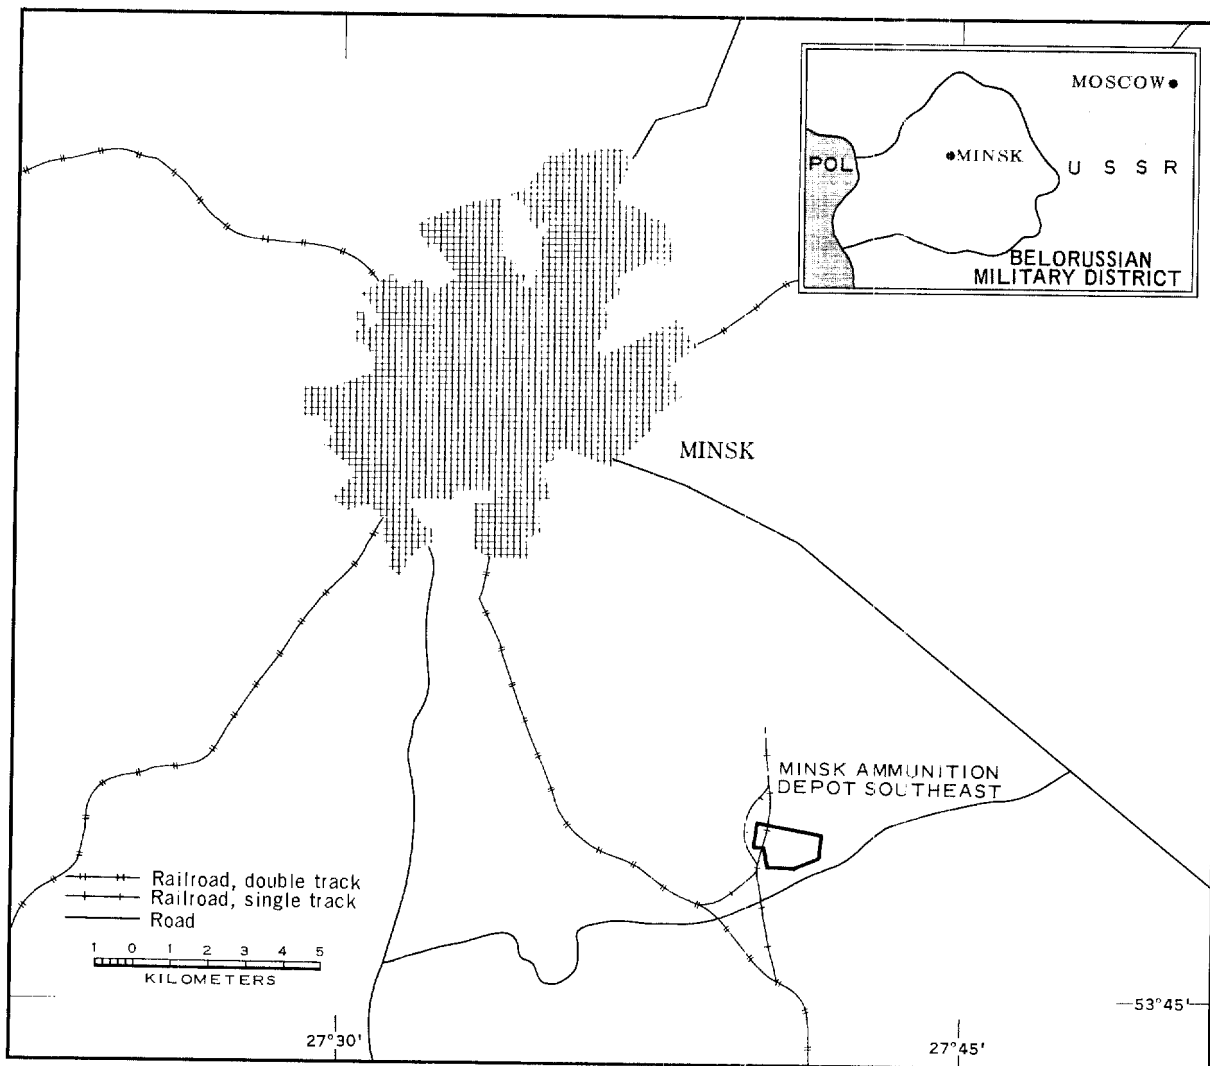 MOSCOW
POL
MINSK
U S S R
BELORUSSIAN
MILITARY DISTRICT
MINSK
MINSK AMMUNITION
DEPOT SOUTHEAST
Railroad, double track
Railroad, single track
Road
1 0 1 2 3 4 5
KILOMETERS
53°45'
27°30'
27°45'